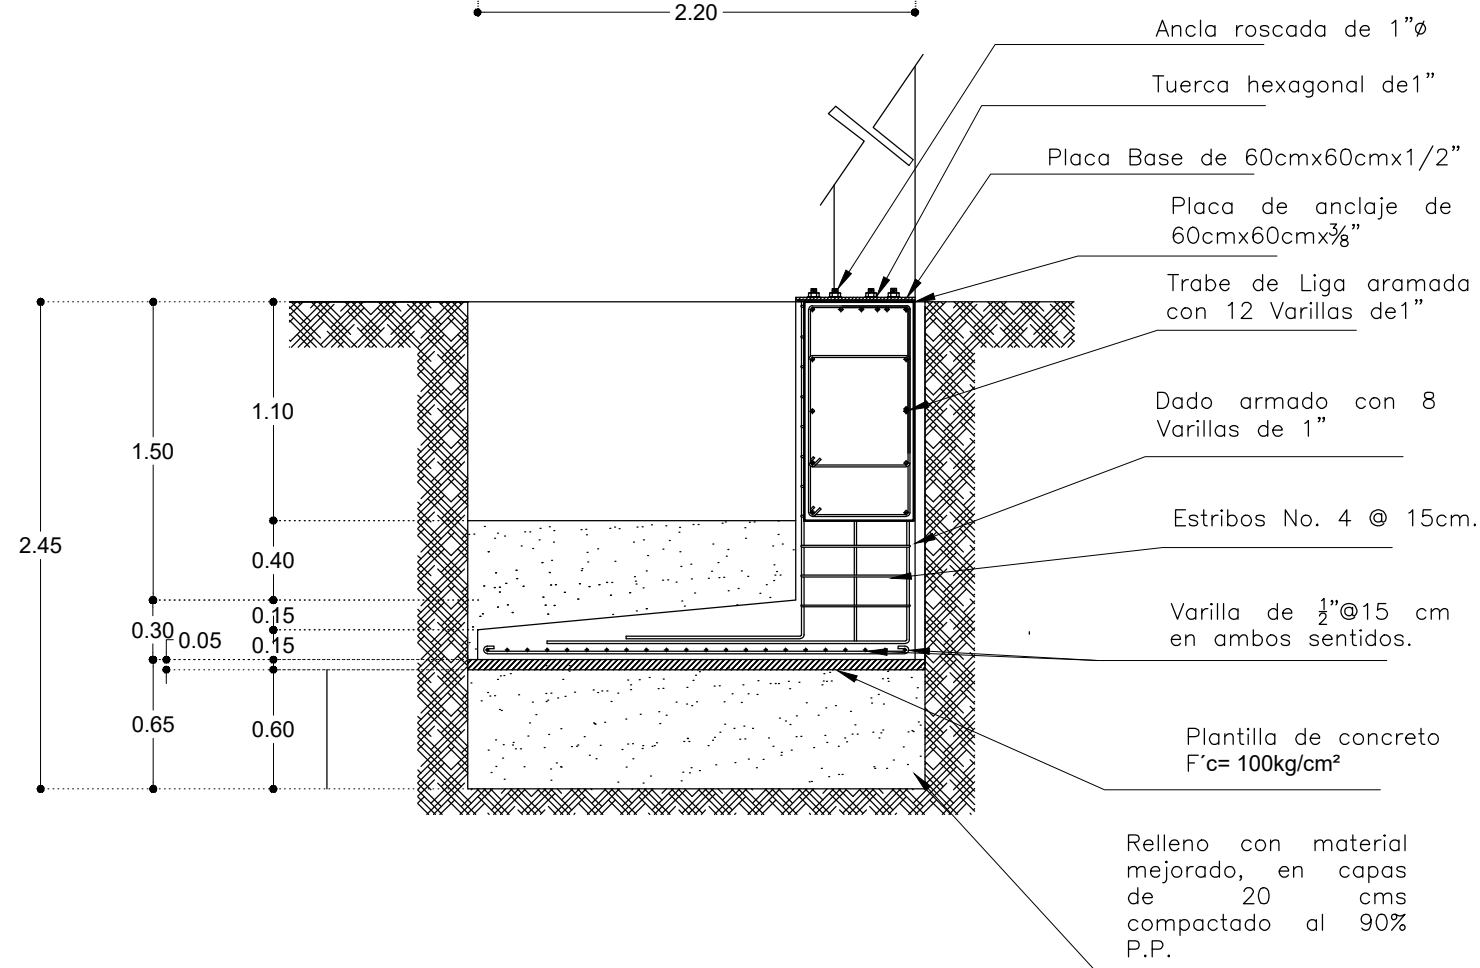 2.20
Ancla roscada de 1"ø
Tuerca hexagonal de1"
Placa Base de 60cmx60cmx1/2"
Placa de anclaje de
60cmx60cmx⅜"
Trabe de Liga aramada
con 12 Varillas de1"
Dado armado con 8
Varillas de 1"
Estribos No. 4 @ 15cm.
Varilla de ½"@15 cm
en ambos sentidos.
Plantilla de concreto
F´c= 100kg/cm²
Relleno con material
mejorado, en capas
de 20 cms
compactado al 90%
P.P.
1.10
1.50
2.45
0.40
0.15
0.30
0.05
0.15
0.65
0.60